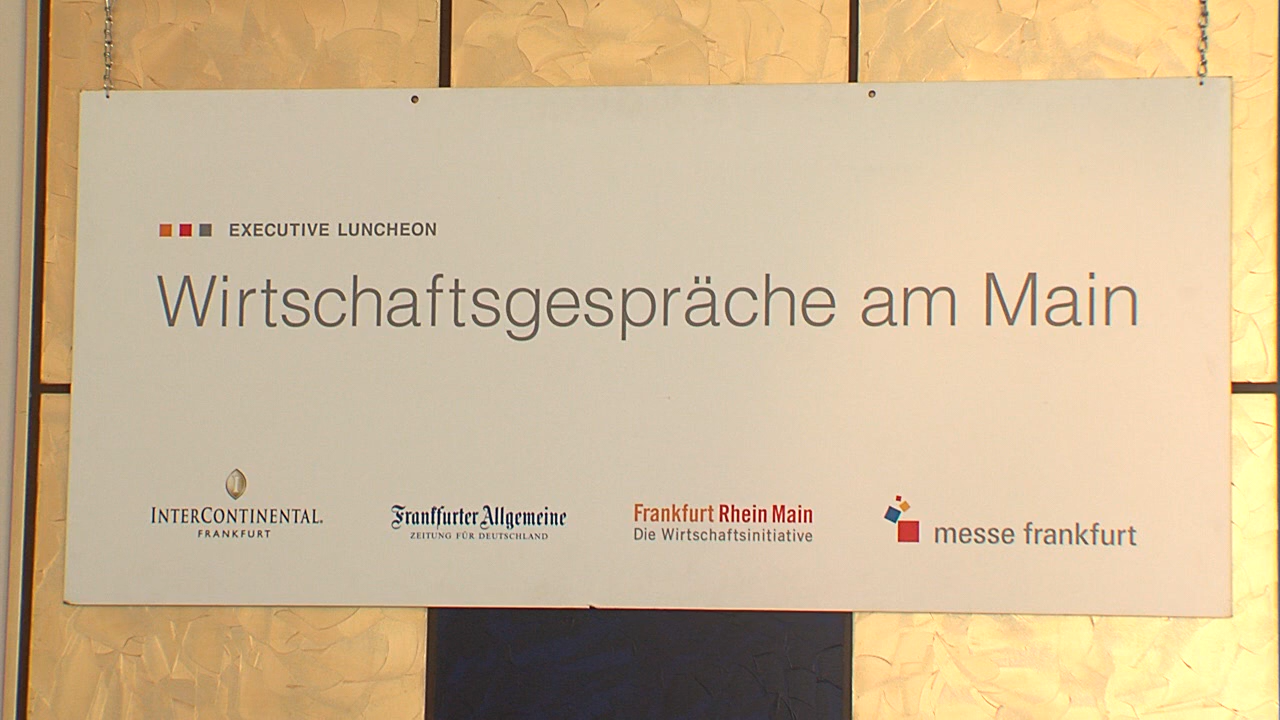 EXECUTIVE LUNCHEON
Wirtschaftsgespräche am Main
INTERCONTINENTAL.
FRANKFURT
Frankfurter Allgemeine
ZEITUNG FÜR DEUTSCHLAND
Frankfurt Rhein Main
Die Wirtschaftsinitiative
messe frankfurt